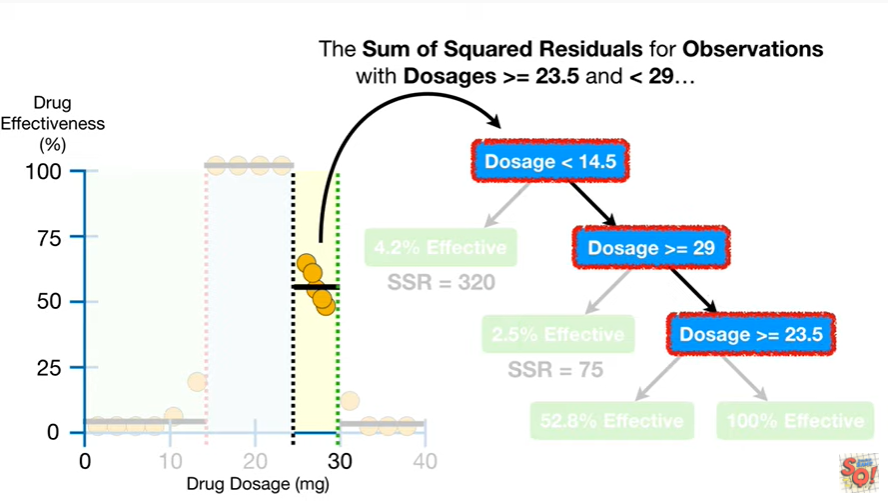 The Sum of Squared Residuals for Observations
with Dosages >= 23.5 and < 29…
Drug
Effectiveness
(%)
100
75
50
25
0
0
10
20
30
40
Drug Dosage (mg)
Dosage < 14.5
4.2% Effective
SSR = 320
Dosage >= 29
2.5% Effective
SSR = 75
Dosage >= 23.5
52.8% Effective
100% Effective
SQ!